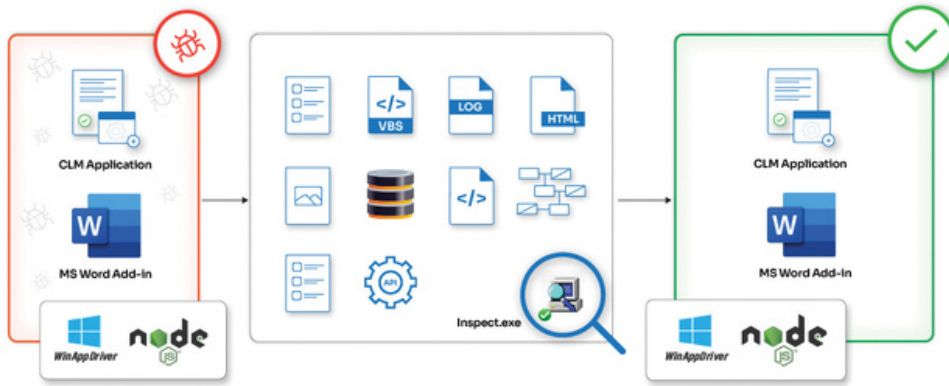 CLM Application
W
MS Word Add-in
WinAppDriver
node
JS
</>
VBS
LOG
HTML
</>
API
Inspect.exe
CLM Application
W
MS Word Add-in
WinAppDriver
node
JS